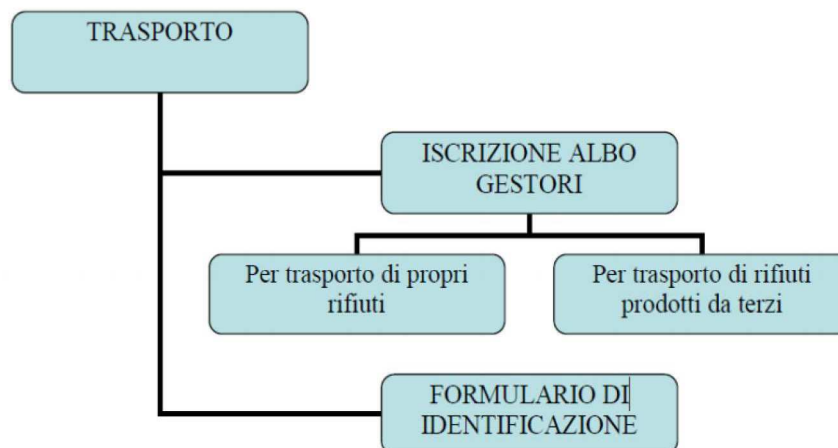 TRASPORTO
ISCRIZIONE ALBO
GESTORI
Per trasporto di propri
rifiuti
Per trasporto di rifiuti
prodotti da terzi
FORMULARIO DI
IDENTIFICAZIONE